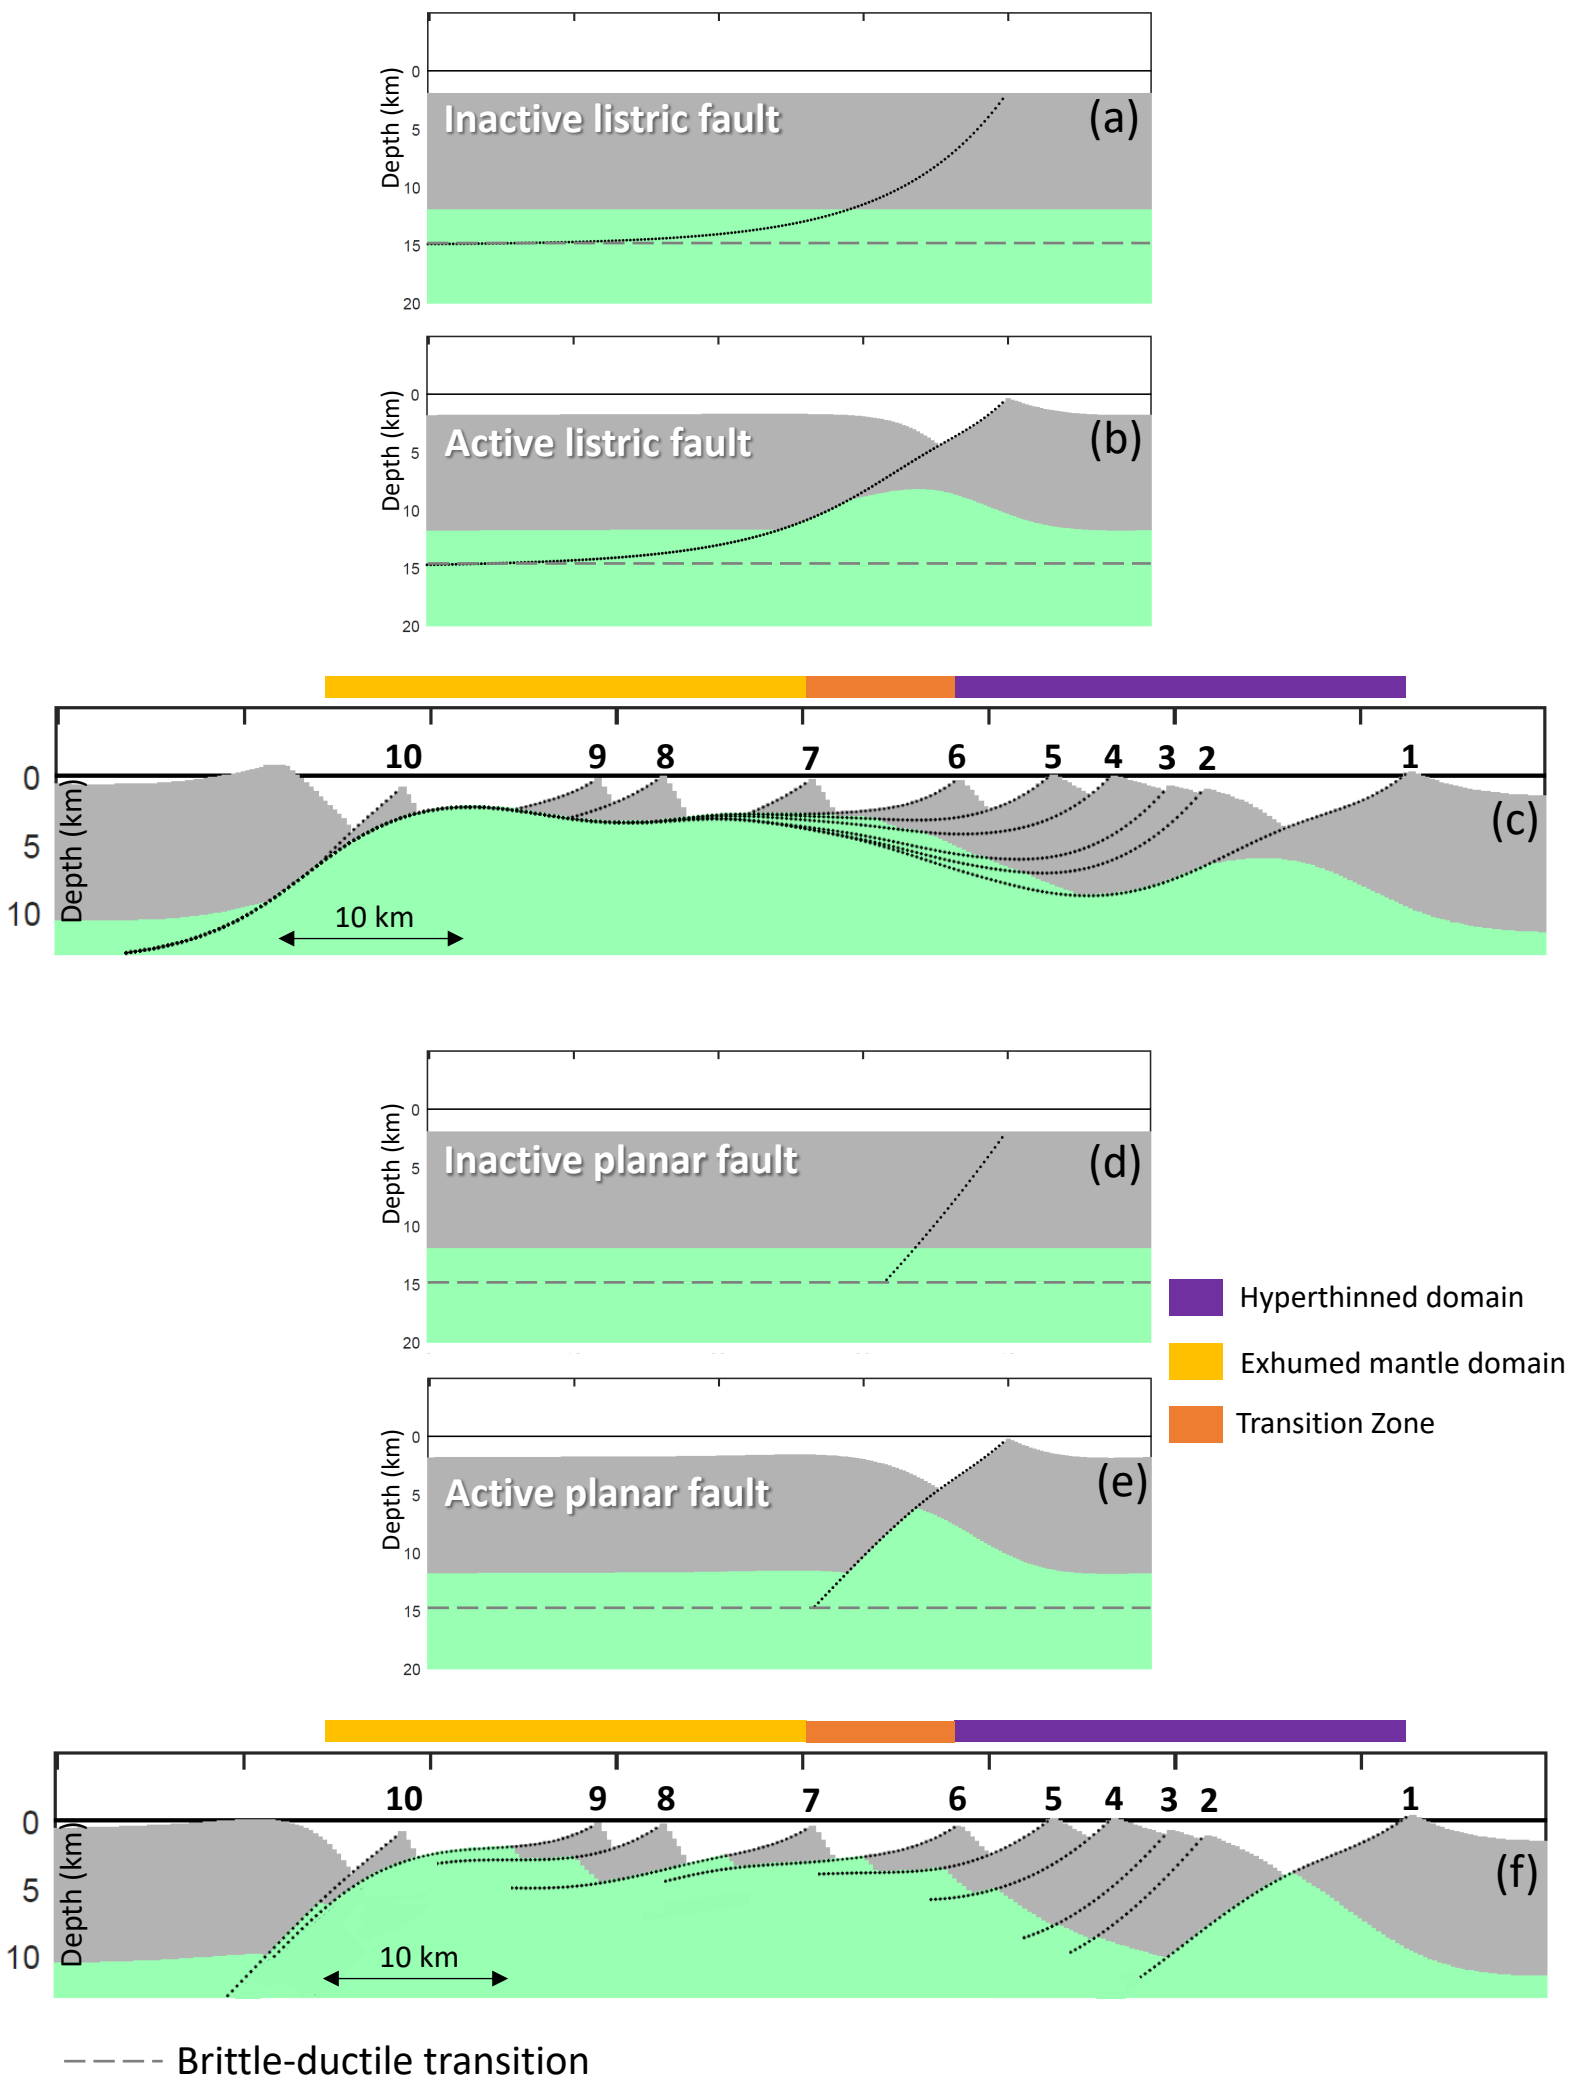 0
5
10
15
20
Depth (km)
Inactive listric fault
(a)
0
5
10
15
20
Depth (km)
Active listric fault
(b)
10 9 8 7 6 5 4 3 2 1
0
5
10
Depth (km)
10 km
(c)
0
5
10
15
20
Depth (km)
Inactive planar fault
(d)
Hyperthinned domain
Exhumed mantle domain
Transition Zone
0
5
10
15
20
Depth (km)
Active planar fault
(e)
10 9 8 7 6 5 4 3 2 1
0
5
10
Depth (km)
10 km
(f)
Brittle-ductile transition